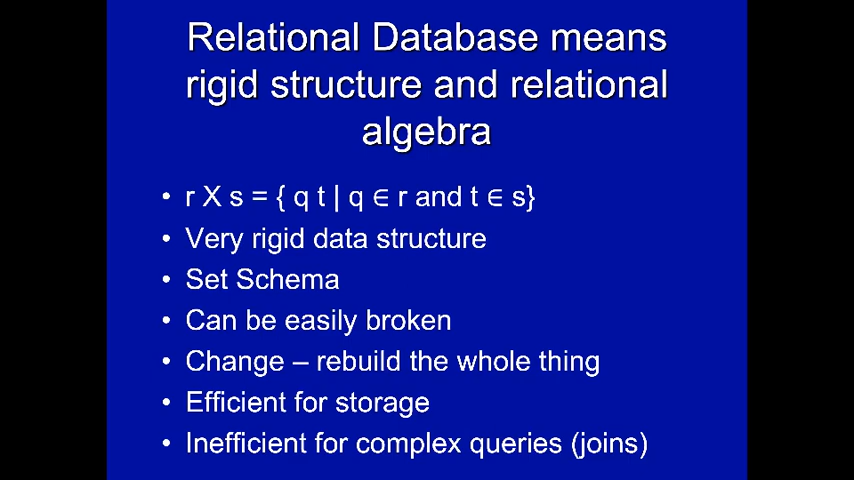 Relational Database means
rigid structure and relational
algebra
• r X s = { q t | q ∈ r and t ∈ s}
• Very rigid data structure
• Set Schema
• Can be easily broken
• Change – rebuild the whole thing
• Efficient for storage
• Inefficient for complex queries (joins)